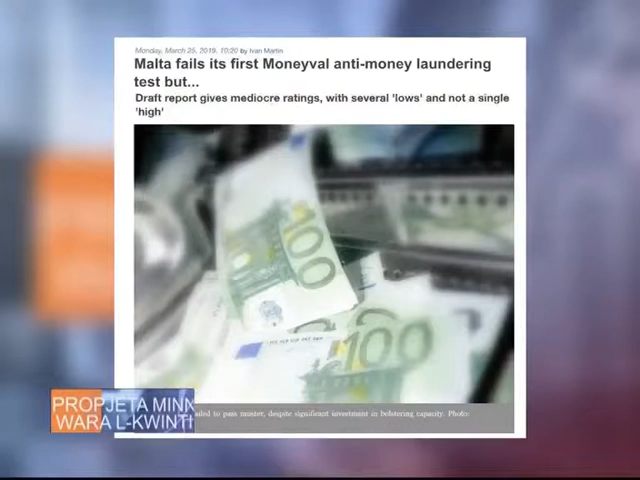 Monday, March 25, 2019, 10:20 by Ivan Martin
Malta fails its first Moneyval anti-money laundering
test but...
Draft report gives mediocre ratings, with several 'lows' and not a single
'high'
100
100
to pass muster, despite significant investment in bolstering capacity. Photo:
PROPJETA MINN
WARA L-KWINTI